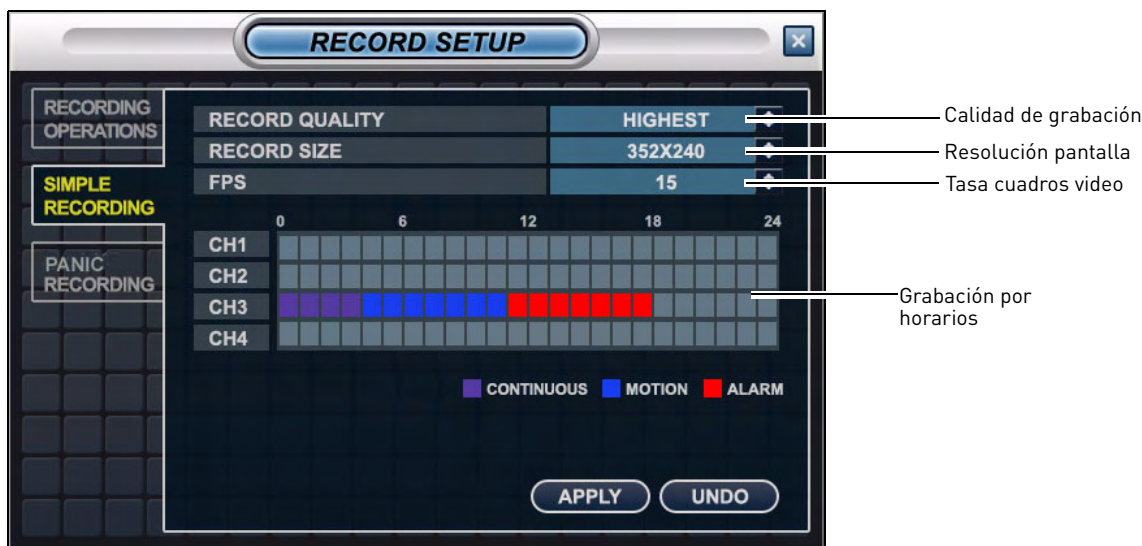 RECORD SETUP
RECORDING
OPERATIONS
SIMPLE
RECORDING
PANIC
RECORDING
RECORD QUALITY HIGHEST
RECORD SIZE 352X240
FPS 15
0 6 12 18 24
CH1
CH2
CH3
CH4
CONTINUOUS MOTION ALARM
APPLY UNDO
Calidad de grabación
Resolución pantalla
Tasa cuadros video
Grabación por
horarios